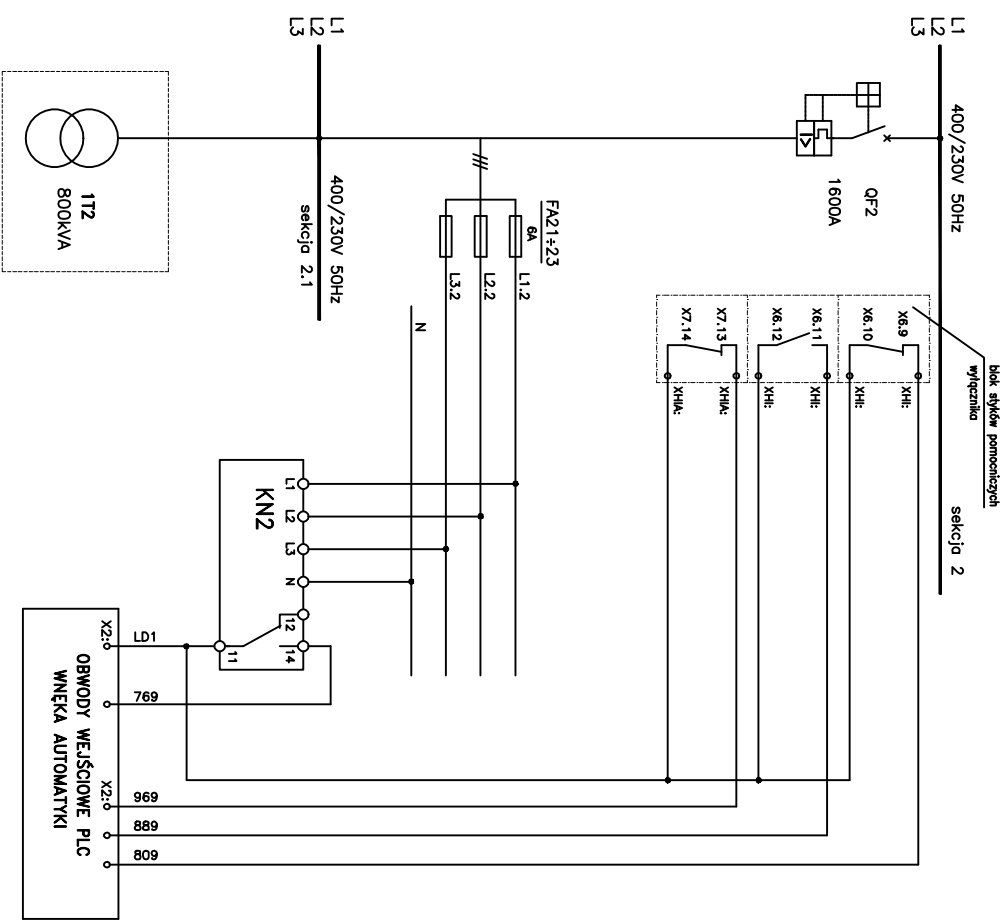 L1
L2
L3
400/230V 50Hz
sekcja 2
QF2
1600A
blok styków pomocniczych
wyłącznika
X6.9
X6.10
X6.11
X6.12
X7.13
X7.14
XHI:
XHI:
XHI:
XHI:
XHIA:
XHIA:
L1
L2
L3
400/230V 50Hz
sekcja 2.1
FA21÷23
6A
L1.2
L2.2
L3.2
N
1T2
800kVA
KN2
L1
L2
L3
N
12
14
11
X2:
LD1
769
X2:
969
889
809
OBWODY WEJŚCIOWE PLC
WNĘKA AUTOMATYKI